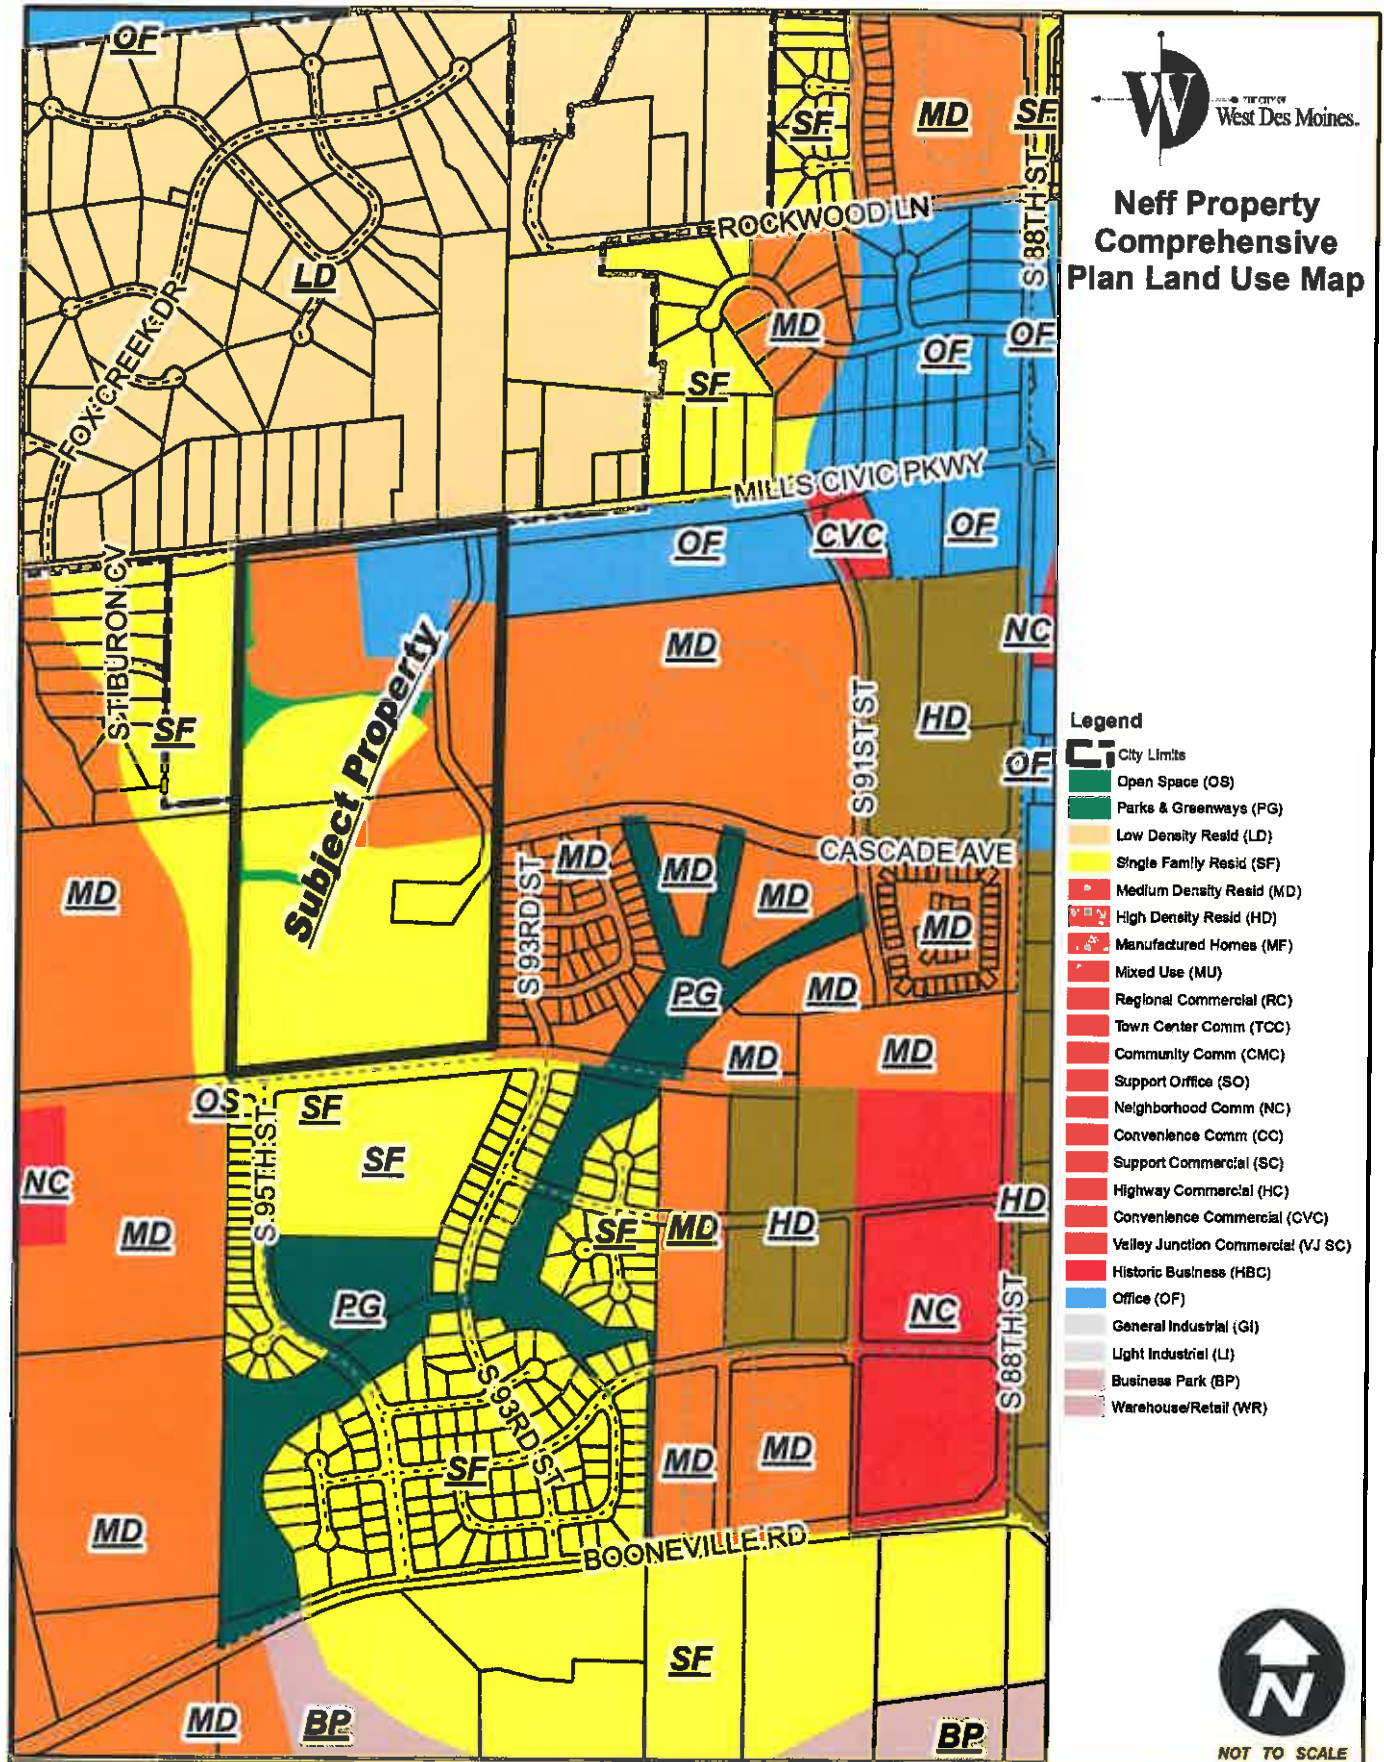 THE CITY OF
West Des Moines.
Neff Property
Comprehensive
Plan Land Use Map
OF
SF
MD
SF
S 88TH ST
ROCKWOOD LN
LD
FOX CREEK DR
MD
OF
OF
SF
MILLS CIVIC PKWY
OF
CVC
OF
S TIBURON CV
SF
Subject Property
MD
NC
HD
S 91ST ST
OF
CASCADE AVE
MD
S 93RD ST
MD
MD
MD
MD
PG
MD
MD
MD
OS
SF
S 95TH ST
SF
NC
MD
SF
MD
HD
HD
PG
NC
S 88TH ST
S 93RD ST
SF
MD
MD
MD
BOONEVILLE RD
SF
MD
BP
BP
Legend
City Limits
Open Space (OS)
Parks & Greenways (PG)
Low Density Resid (LD)
Single Family Resid (SF)
Medium Density Resid (MD)
High Density Resid (HD)
Manufactured Homes (MF)
Mixed Use (MU)
Regional Commercial (RC)
Town Center Comm (TCC)
Community Comm (CMC)
Support Orffice (SO)
Neighborhood Comm (NC)
Convenience Comm (CC)
Support Commercial (SC)
Highway Commercial (HC)
Convenience Commercial (CVC)
Valley Junction Commercial (VJ SC)
Historic Business (HBC)
Office (OF)
General Industrial (GI)
Light Industrial (LI)
Business Park (BP)
Warehouse/Retail (WR)
N
NOT TO SCALE